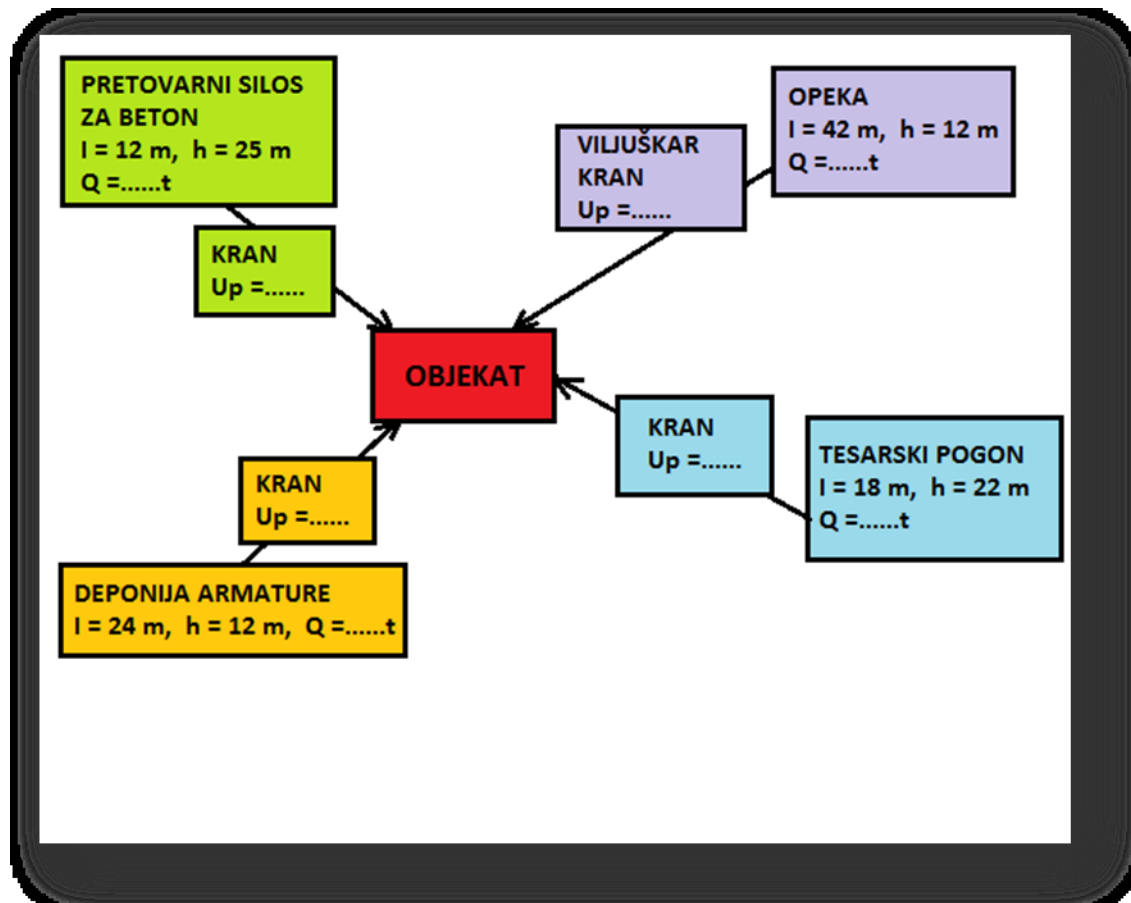 PRETOVARNI SILOS
ZA BETON
l = 12 m, h = 25 m
Q =......t
KRAN
Up =......
OPEKA
l = 42 m, h = 12 m
Q =......t
VILJUŠKAR
KRAN
Up =......
OBJEKAT
KRAN
Up =......
TESARSKI POGON
l = 18 m, h = 22 m
Q =......t
KRAN
Up =......
DEPONIJA ARMATURE
l = 24 m, h = 12 m, Q =......t